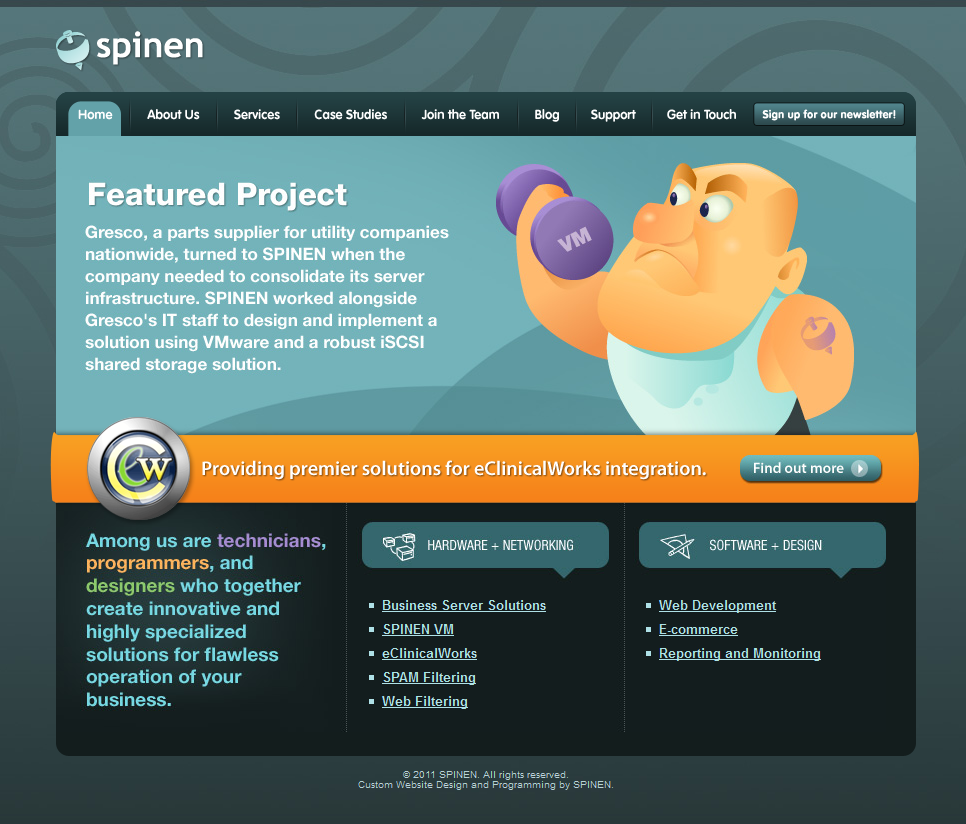 spinen
Home
About Us
Services
Case Studies
Join the Team
Blog
Support
Get in Touch
Sign up for our newsletter!
Featured Project
Gresco, a parts supplier for utility companies
nationwide, turned to SPINEN when the
company needed to consolidate its server
infrastructure. SPINEN worked alongside
Gresco's IT staff to design and implement a
solution using VMware and a robust iSCSI
shared storage solution.
VM
CW
Providing premier solutions for eClinicalWorks integration.
Find out more
Among us are technicians,
programmers, and
designers who together
create innovative and
highly specialized
solutions for flawless
operation of your
business.
HARDWARE + NETWORKING
Business Server Solutions
SPINEN VM
eClinicalWorks
SPAM Filtering
Web Filtering
SOFTWARE + DESIGN
Web Development
E-commerce
Reporting and Monitoring
© 2011 SPINEN. All rights reserved.
Custom Website Design and Programming by SPINEN.